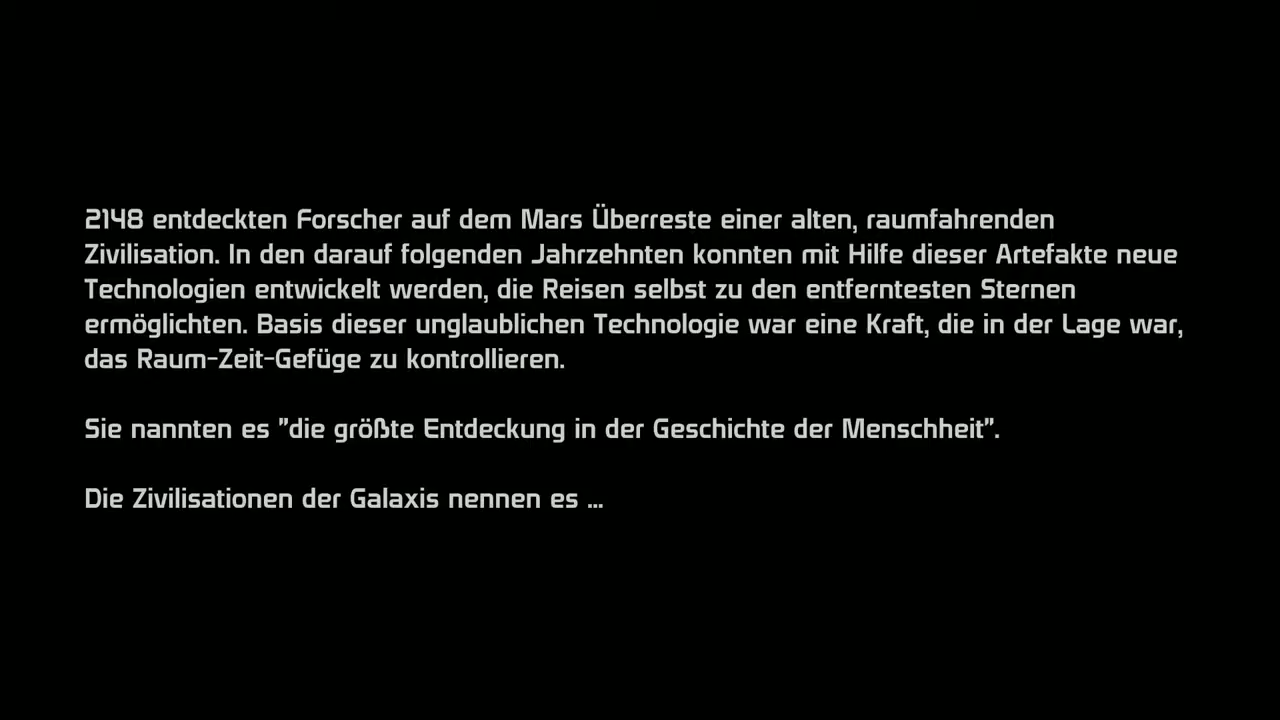 2148 entdeckten Forscher auf dem Mars Überreste einer alten, raumfahrenden
Zivilisation. In den darauf folgenden Jahrzehnten konnten mit Hilfe dieser Artefakte neue
Technologien entwickelt werden, die Reisen selbst zu den entferntesten Sternen
ermöglichten. Basis dieser unglaublichen Technologie war eine Kraft, die in der Lage war,
das Raum-Zeit-Gefüge zu kontrollieren.
Sie nannten es "die größte Entdeckung in der Geschichte der Menschheit".
Die Zivilisationen der Galaxis nennen es ...